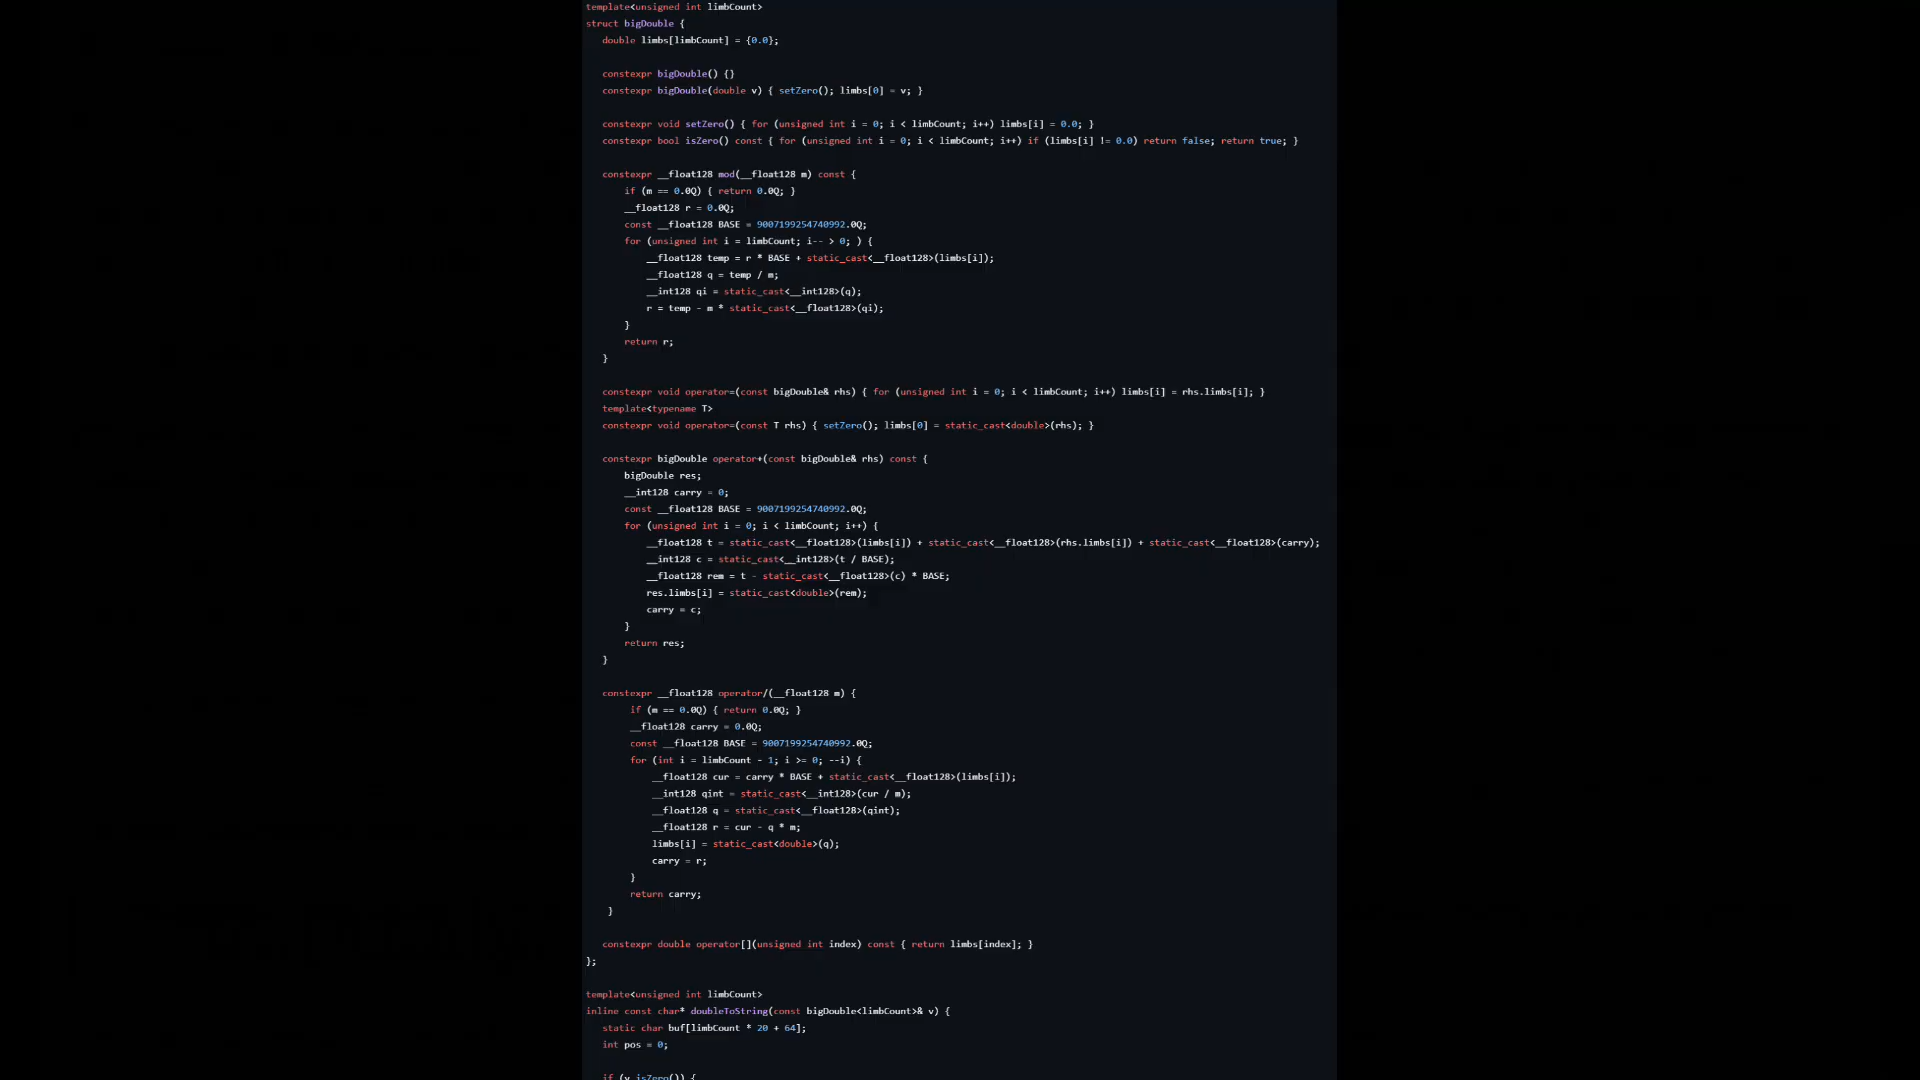 template<unsigned int limbCount>
struct bigDouble {
double limbs[limbCount] = {0.0};
constexpr bigDouble() {}
constexpr bigDouble(double v) { setZero(); limbs[0] = v; }
constexpr void setZero() { for (unsigned int i = 0; i < limbCount; i++) limbs[i] = 0.0; }
constexpr bool isZero() const { for (unsigned int i = 0; i < limbCount; i++) if (limbs[i] != 0.0) return false; return true; }
constexpr __float128 mod(__float128 m) const {
if (m == 0.0Q) { return 0.0Q; }
__float128 r = 0.0Q;
const __float128 BASE = 9007199254740992.0Q;
for (unsigned int i = limbCount; i-- > 0; ) {
__float128 temp = r * BASE + static_cast<__float128>(limbs[i]);
__float128 q = temp / m;
__int128 qi = static_cast<__int128>(q);
r = temp - m * static_cast<__float128>(qi);
}
return r;
}
constexpr void operator=(const bigDouble& rhs) { for (unsigned int i = 0; i < limbCount; i++) limbs[i] = rhs.limbs[i]; }
template<typename T>
constexpr void operator=(const T rhs) { setZero(); limbs[0] = static_cast<double>(rhs); }
constexpr bigDouble operator+(const bigDouble& rhs) const {
bigDouble res;
__int128 carry = 0;
const __float128 BASE = 9007199254740992.0Q;
for (unsigned int i = 0; i < limbCount; i++) {
__float128 t = static_cast<__float128>(limbs[i]) + static_cast<__float128>(rhs.limbs[i]) + static_cast<__float128>(carry);
__int128 c = static_cast<__int128>(t / BASE);
__float128 rem = t - static_cast<__float128>(c) * BASE;
res.limbs[i] = static_cast<double>(rem);
carry = c;
}
return res;
}
constexpr __float128 operator/(__float128 m) {
if (m == 0.0Q) { return 0.0Q; }
__float128 carry = 0.0Q;
const __float128 BASE = 9007199254740992.0Q;
for (int i = limbCount - 1; i >= 0; --i) {
__float128 cur = carry * BASE + static_cast<__float128>(limbs[i]);
__int128 qint = static_cast<__int128>(cur / m);
__float128 q = static_cast<__float128>(qint);
__float128 r = cur - q * m;
limbs[i] = static_cast<double>(q);
carry = r;
}
return carry;
}
constexpr double operator[](unsigned int index) const { return limbs[index]; }
};
template<unsigned int limbCount>
inline const char* doubleToString(const bigDouble<limbCount>& v) {
static char buf[limbCount * 20 + 64];
int pos = 0;
if (v.isZero()) {